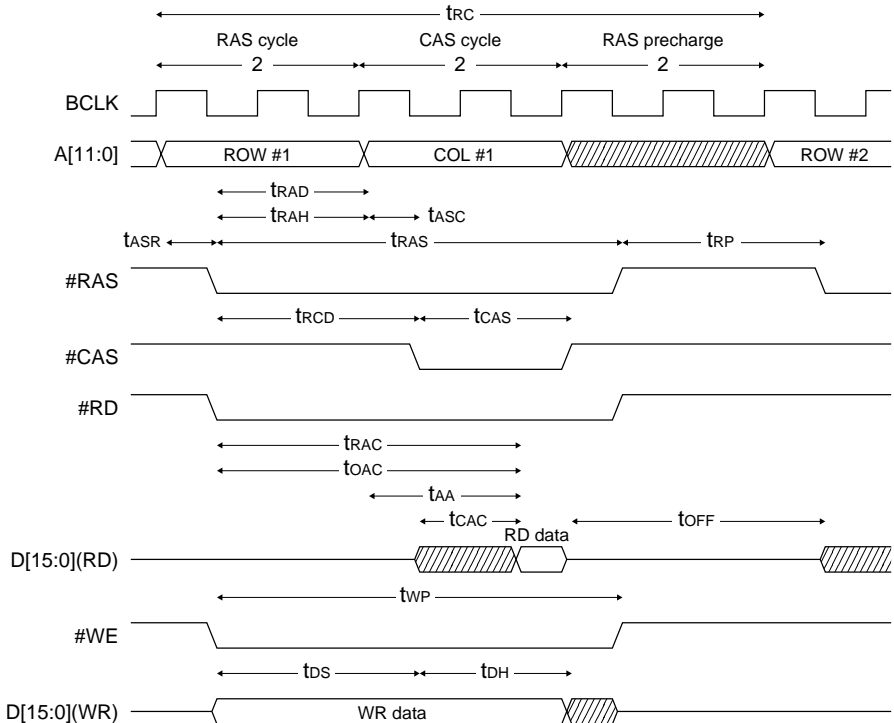 tRC
RAS cycle CAS cycle RAS precharge
2 2 2
BCLK
A[11:0] ROW #1 COL #1 ROW #2
tRAD
tRAH tASC
tASR tRAS tRP
#RAS
tRCD tCAS
#CAS
#RD
tRAC
tOAC
tAA
tCAC tOFF
RD data
D[15:0](RD)
tWP
#WE
tDS tDH
D[15:0](WR) WR data